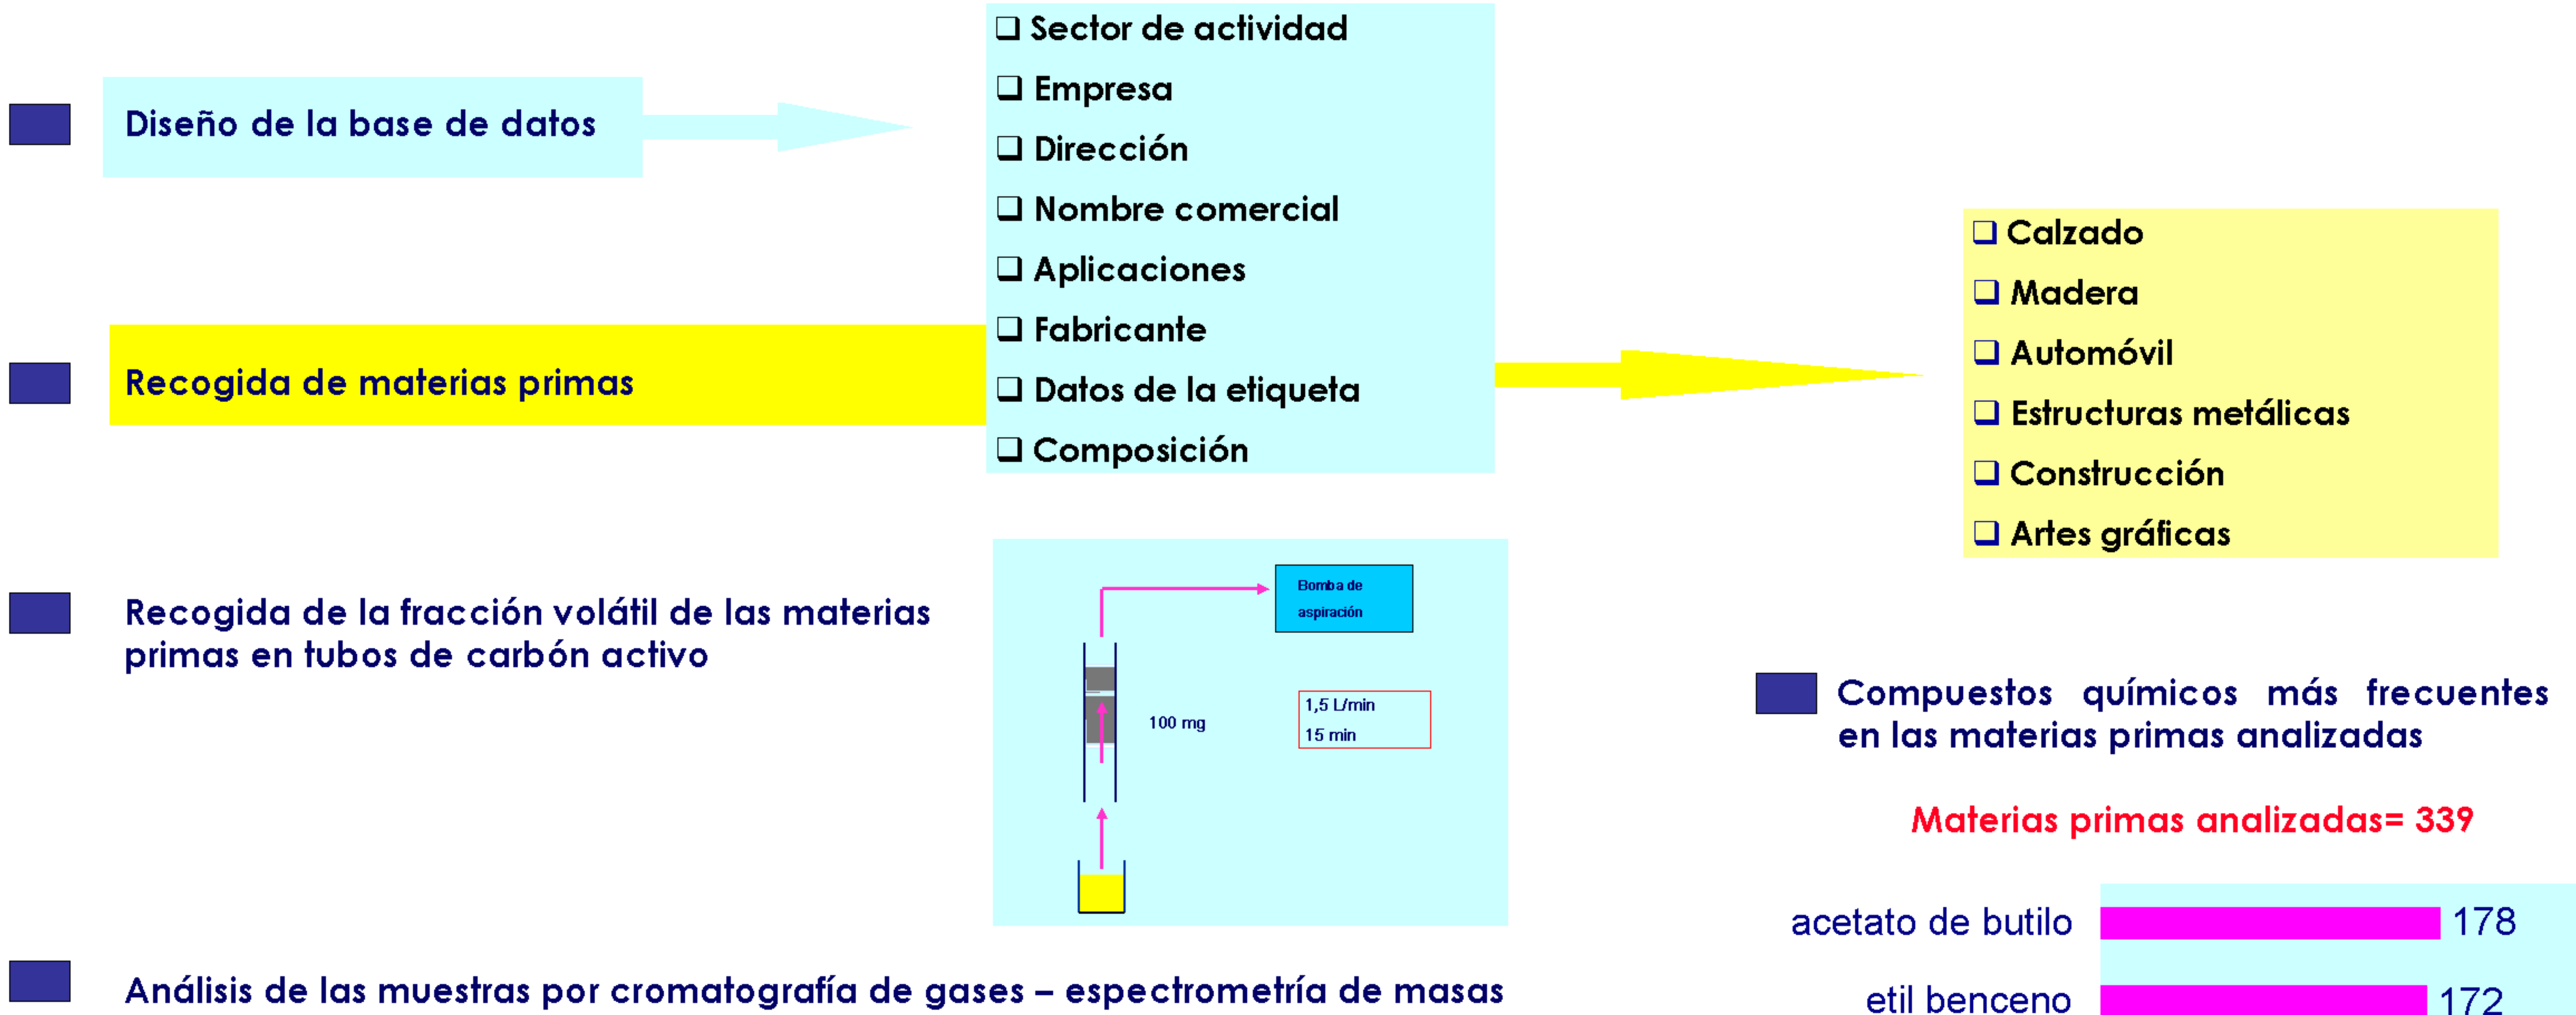 Diseño de la base de datos
Sector de actividad
Empresa
Dirección
Nombre comercial
Aplicaciones
Fabricante
Datos de la etiqueta
Composición
Recogida de materias primas
Calzado
Madera
Automóvil
Estructuras metálicas
Construcción
Artes gráficas
Recogida de la fracción volátil de las materias
primas en tubos de carbón activo
Bomba de
aspiración
100 mg
1,5 L/min
15 min
Análisis de las muestras por cromatografía de gases – espectrometría de masas
Compuestos químicos más frecuentes
en las materias primas analizadas
Materias primas analizadas= 339
acetato de butilo 178
etil benceno 172